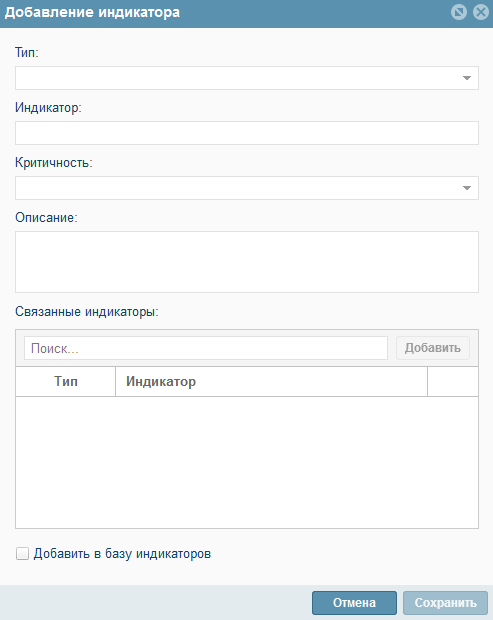 Добавление индикатора
Тип:
Индикатор:
Критичность:
Описание:
Связанные индикаторы:
Поиск... Добавить
Тип Индикатор
Добавить в базу индикаторов
Отмена Сохранить